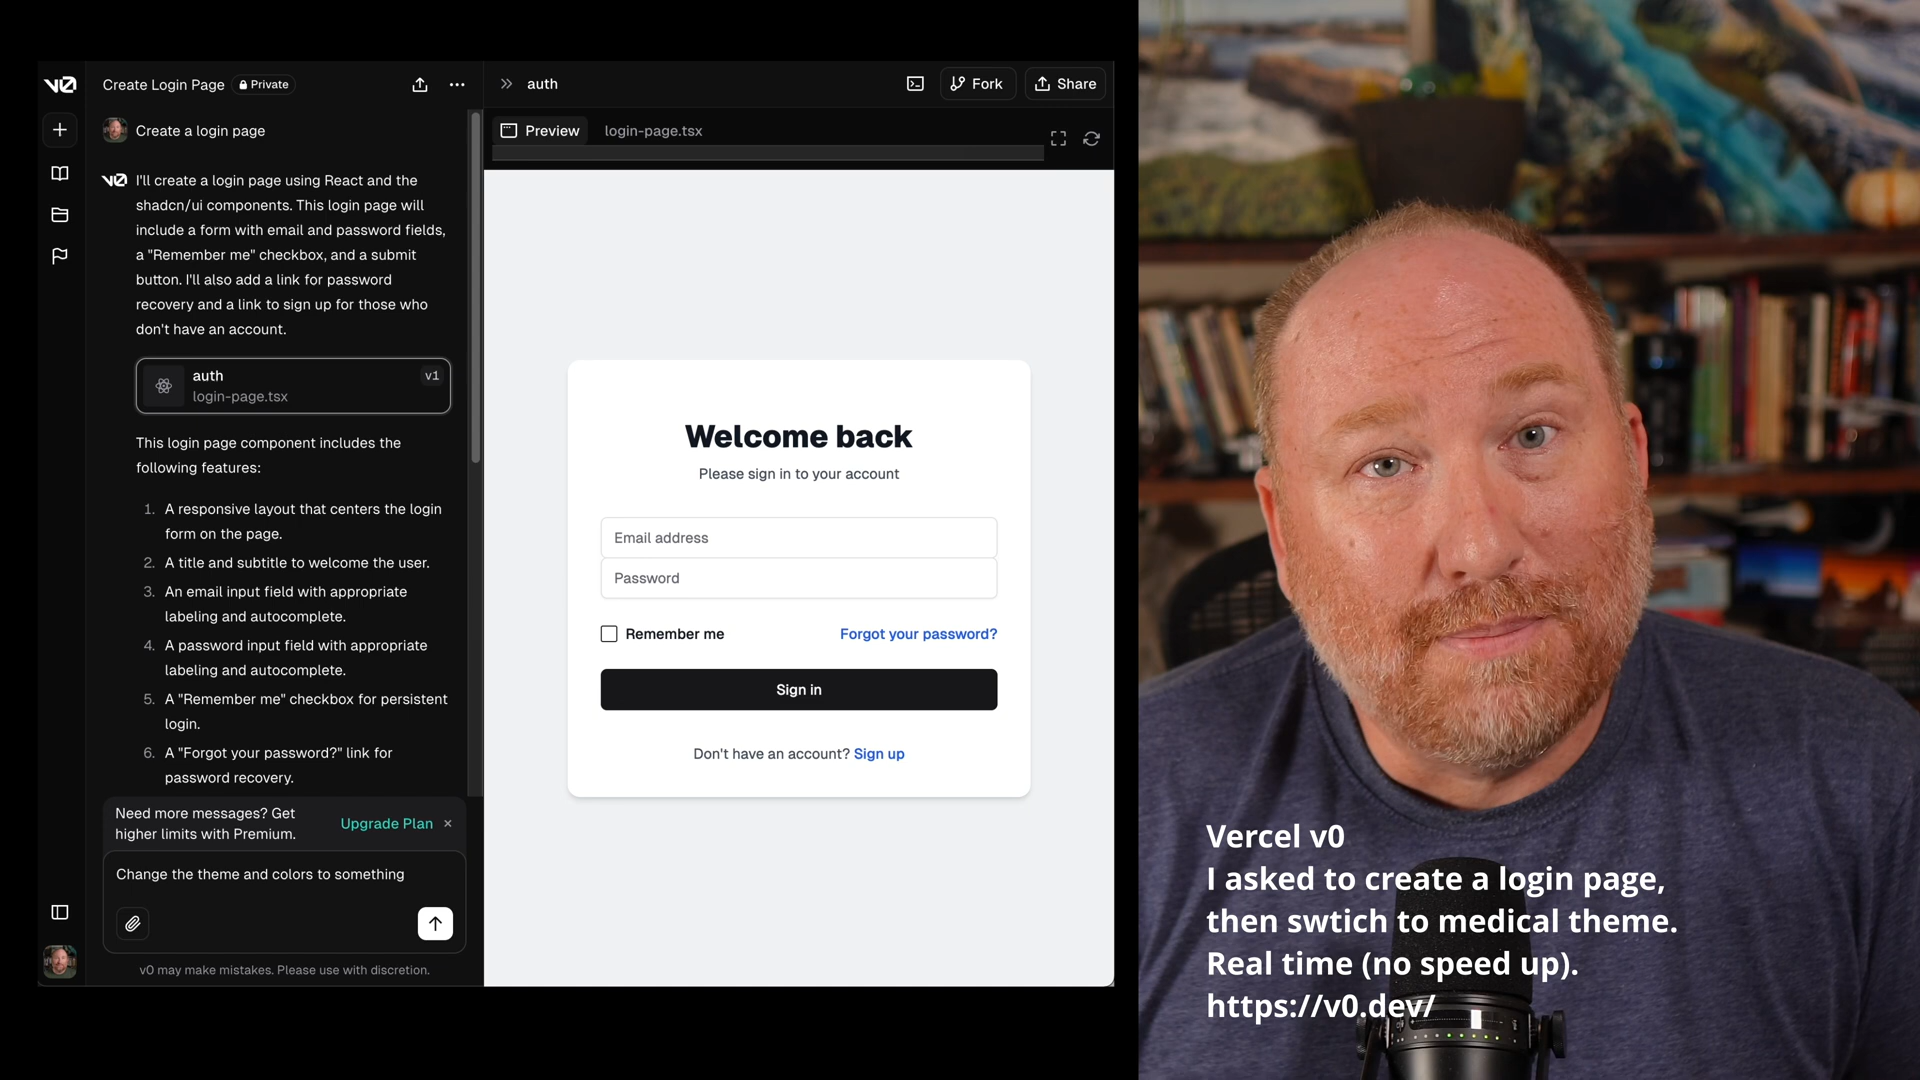 v0
Create Login Page
Private
Create a login page
v0
I'll create a login page using React and the
shadcn/ui components. This login page will
include a form with email and password fields,
a "Remember me" checkbox, and a submit
button. I'll also add a link for password
recovery and a link to sign up for those who
don't have an account.
auth
v1
login-page.tsx
This login page component includes the
following features:
1. A responsive layout that centers the login
form on the page.
2. A title and subtitle to welcome the user.
3. An email input field with appropriate
labeling and autocomplete.
4. A password input field with appropriate
labeling and autocomplete.
5. A "Remember me" checkbox for persistent
login.
6. A "Forgot your password?" link for
password recovery.
Need more messages? Get
higher limits with Premium.
Upgrade Plan
Change the theme and colors to something
v0 may make mistakes. Please use with discretion.
auth
Fork
Share
Preview
login-page.tsx
Welcome back
Please sign in to your account
Email address
Password
Remember me
Forgot your password?
Sign in
Don't have an account? Sign up
Vercel v0
I asked to create a login page,
then swtich to medical theme.
Real time (no speed up).
https://v0.dev/